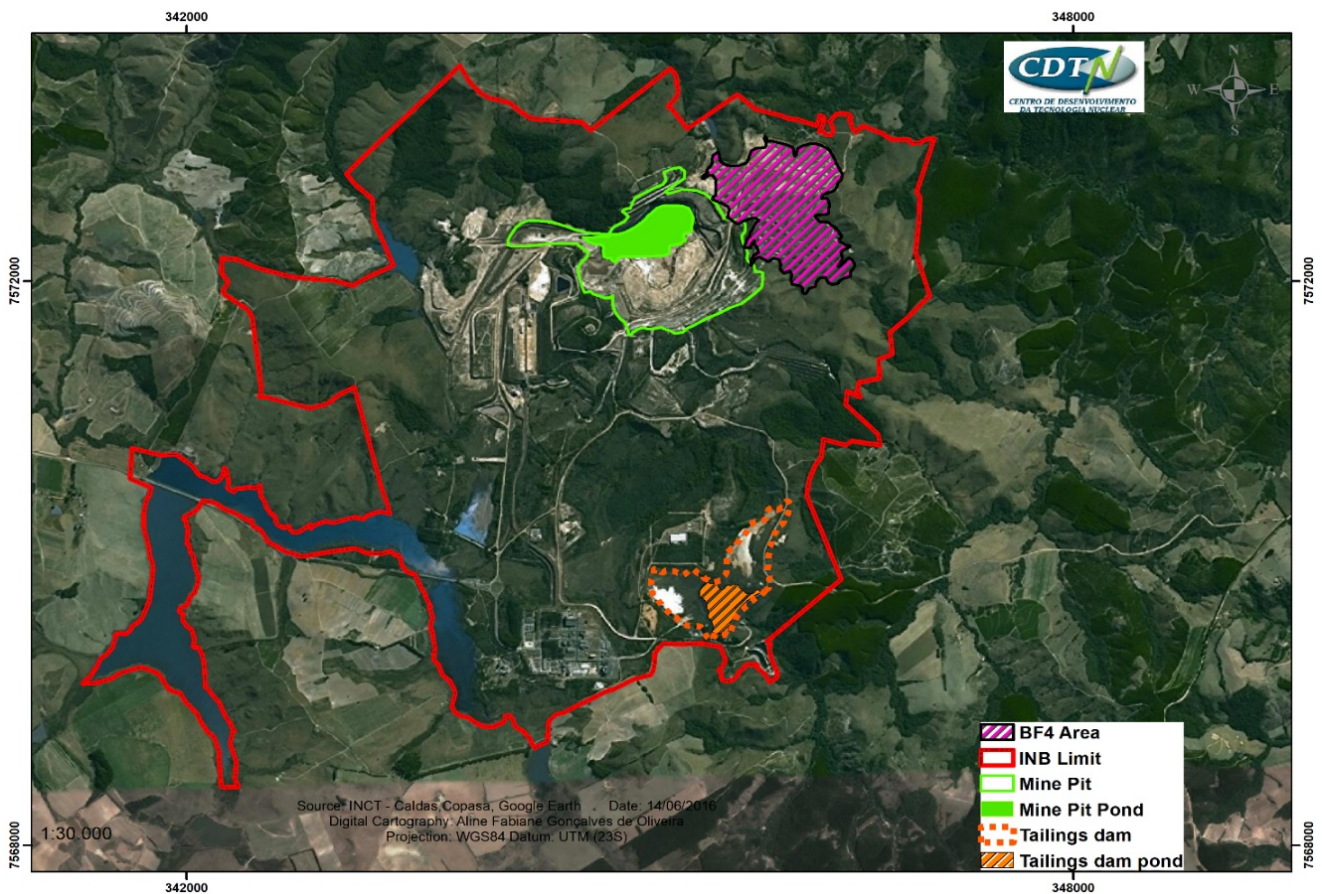 342000
348000
CDTN
CENTRO DE DESENVOLVIMENTO
DA TECNOLOGIA NUCLEAR
N
W E
S
7572000
7572000
BF4 Area
INB Limit
Mine Pit
Mine Pit Pond
Tailings dam
Tailings dam pond
Source: INCT - Caldas,Copasa, Google Earth . Date: 14/06/2016
Digital Cartography: Aline Fabiane Gonçalves de Oliveira
Projection: WGS84 Datum: UTM (23S)
1:30.000
7568000
7568000
342000
348000